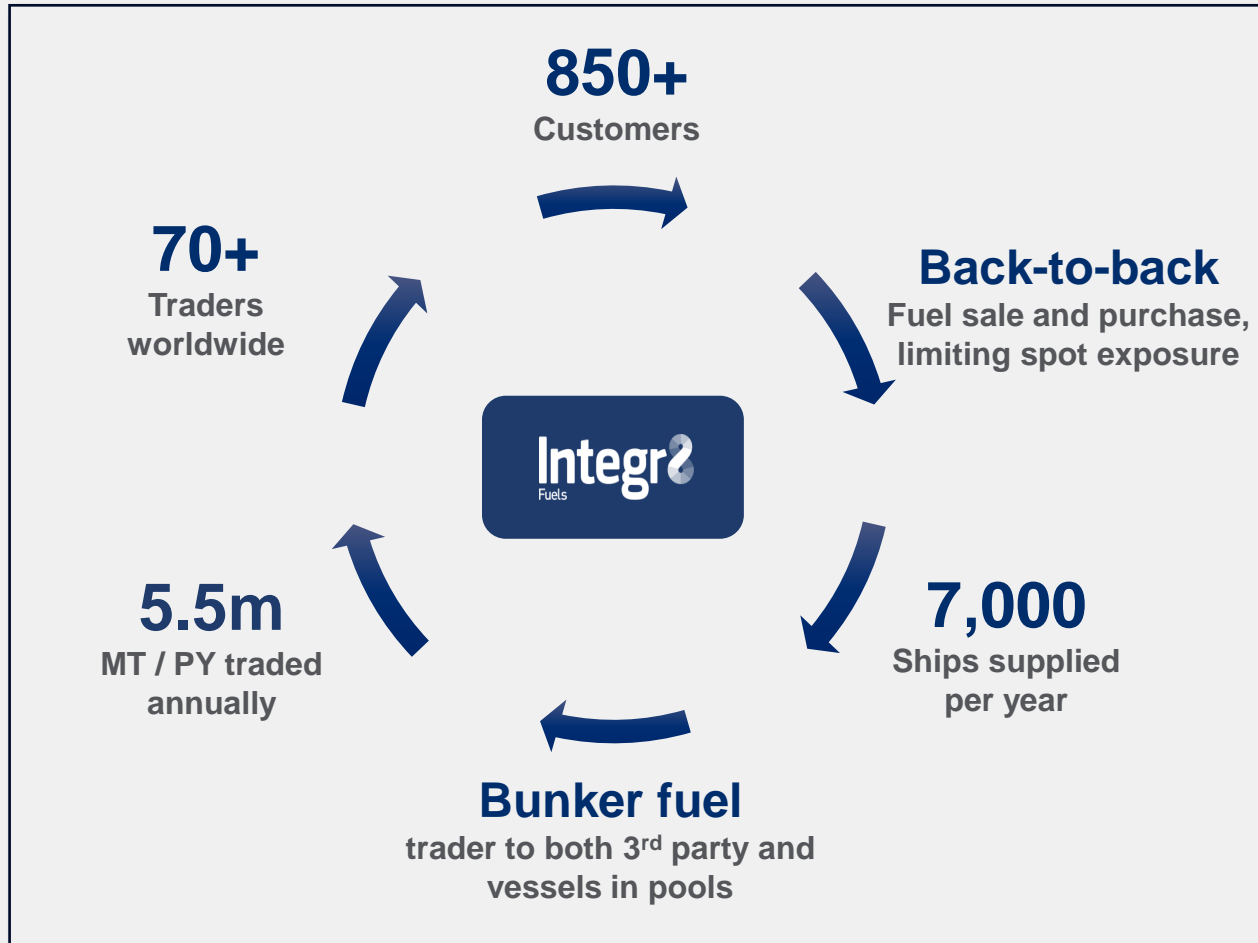 850+
Customers
Back-to-back
Fuel sale and purchase,
limiting spot exposure
7,000
Ships supplied
per year
Bunker fuel
trader to both 3rd party and
vessels in pools
5.5m
MT / PY traded
annually
70+
Traders
worldwide
Integr8
Fuels